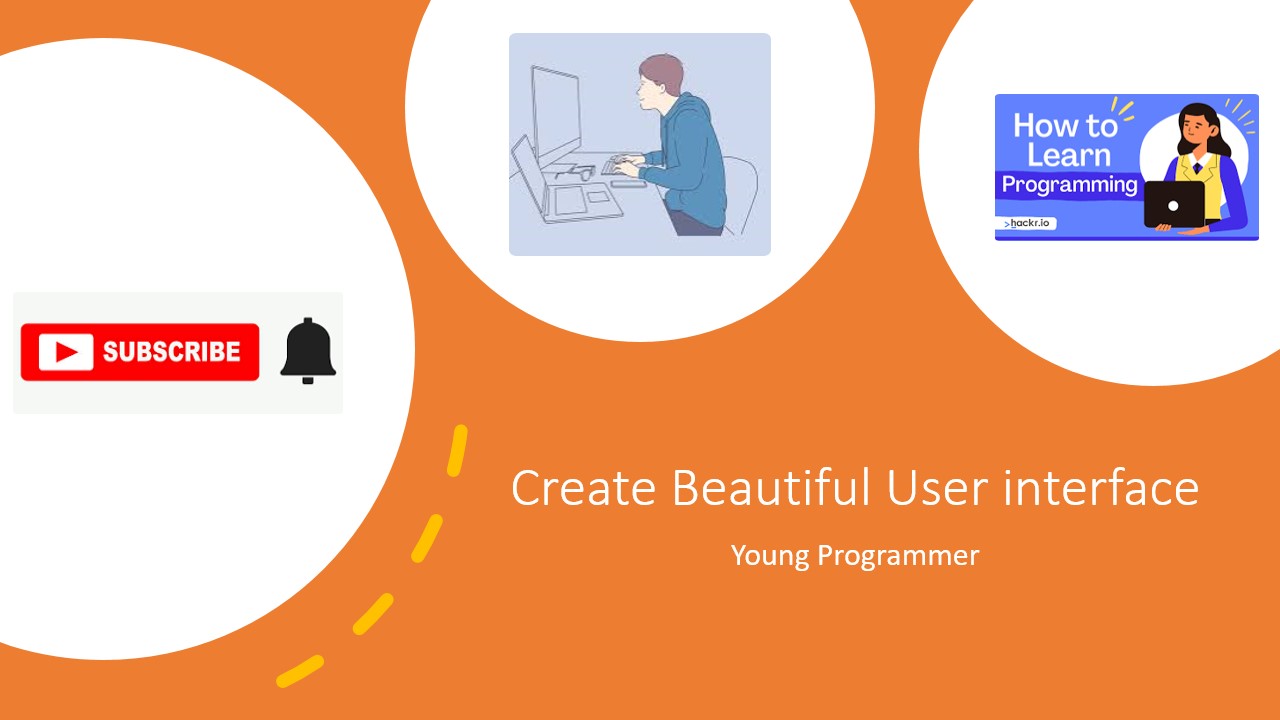 How to
Learn
Programming
>hackr.io
SUBSCRIBE
Create Beautiful User interface
Young Programmer